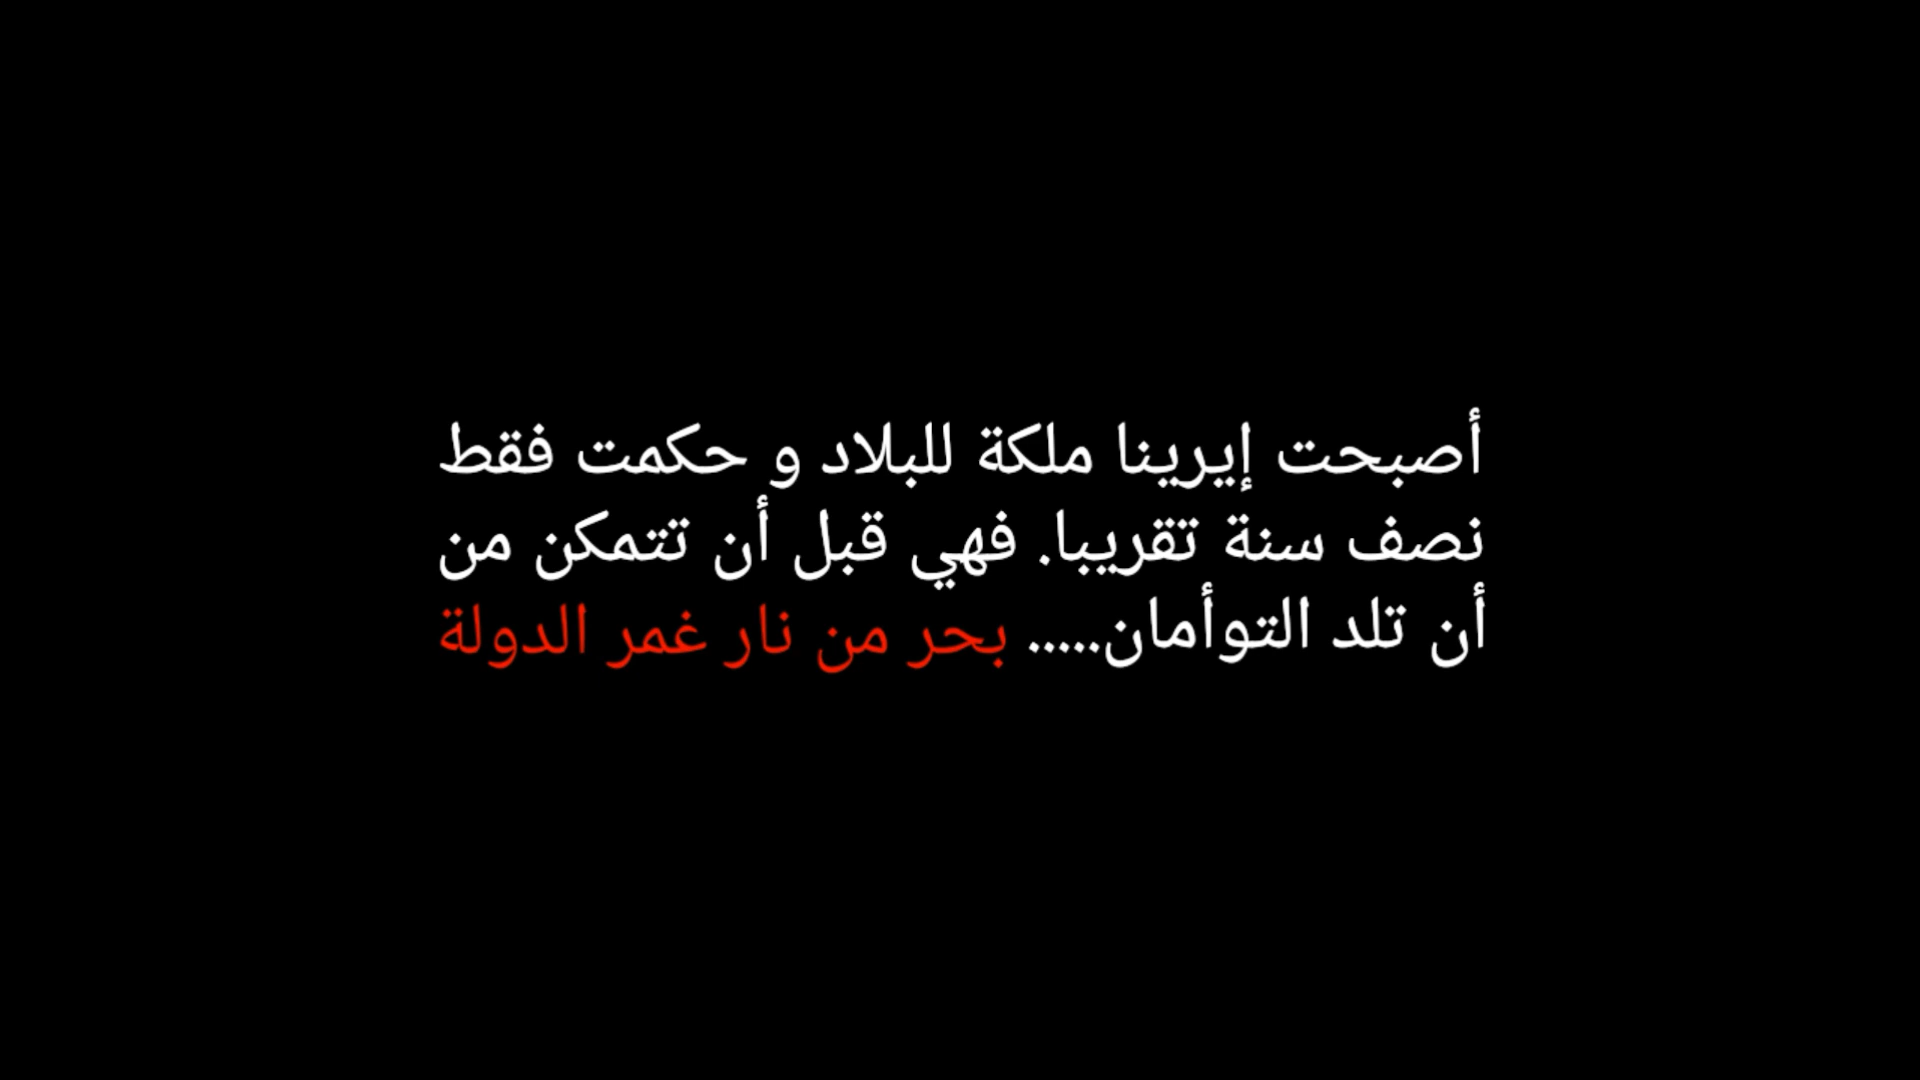 أصبحت إيرينا ملكة للبلاد و حكمت فقط
نصف سنة تقريبا. فهي قبل أن تتمكن من
أن تلد التوأمان..... بحر من نار غمر الدولة